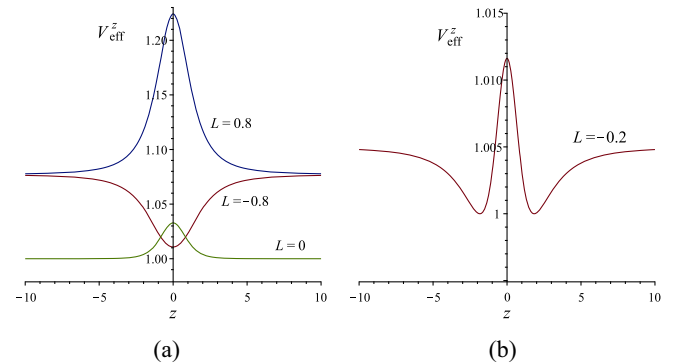 V^z_eff
1.20
1.15
1.10
1.05
1.00
L = 0.8
L = −0.8
L = 0
−10
−5
0
5
10
z
(a)
V^z_eff
1.015
1.010
1.005
1
L = −0.2
−10
−5
0
5
10
z
(b)